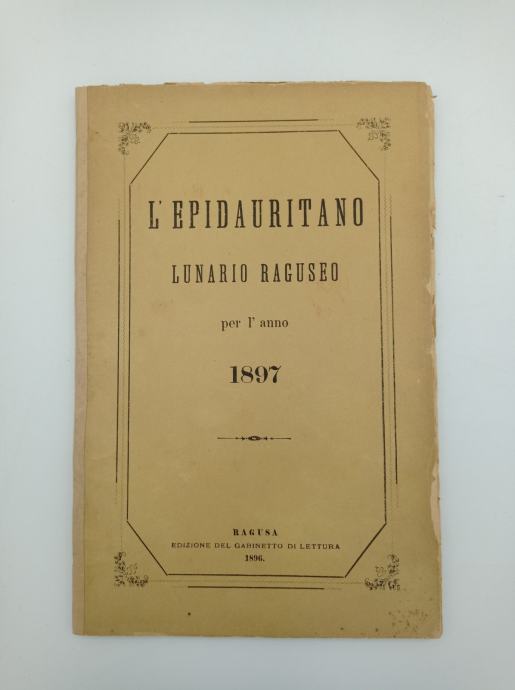 L'EPIDAURITANO
LUNARIO RAGUSEO
per l' anno
1897
RAGUSA
EDIZIONE DEL GABINETTO DI LETTURA
1896.